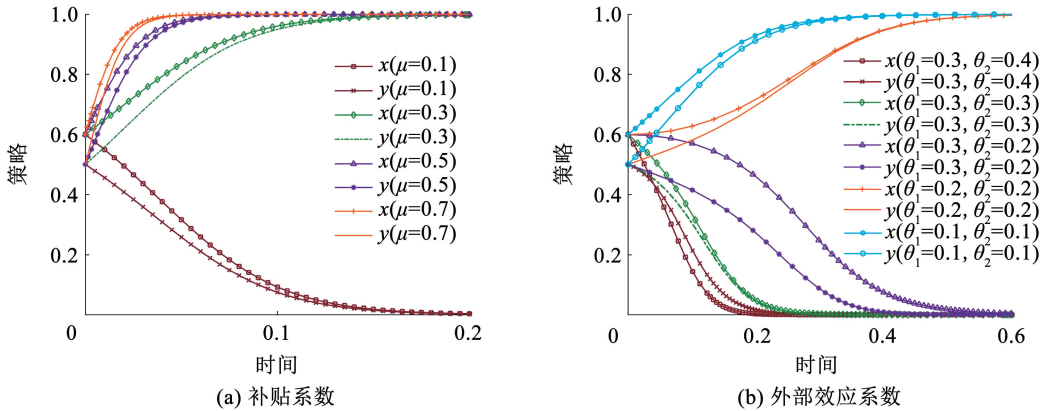 1.0
0.8
0.6
0.4
0.2
0
0.1
0.2
策略
时间
x(μ=0.1)
y(μ=0.1)
x(μ=0.3)
y(μ=0.3)
x(μ=0.5)
y(μ=0.5)
x(μ=0.7)
y(μ=0.7)
(a) 补贴系数
1.0
0.8
0.6
0.4
0.2
0
0.2
0.4
0.6
策略
时间
x(θ₁=0.3, θ₂=0.4)
y(θ₁=0.3, θ₂=0.4)
x(θ₁=0.3, θ₂=0.3)
y(θ₁=0.3, θ₂=0.3)
x(θ₁=0.3, θ₂=0.2)
y(θ₁=0.3, θ₂=0.2)
x(θ₁=0.2, θ₂=0.2)
y(θ₁=0.2, θ₂=0.2)
x(θ₁=0.1, θ₂=0.1)
y(θ₁=0.1, θ₂=0.1)
(b) 外部效应系数